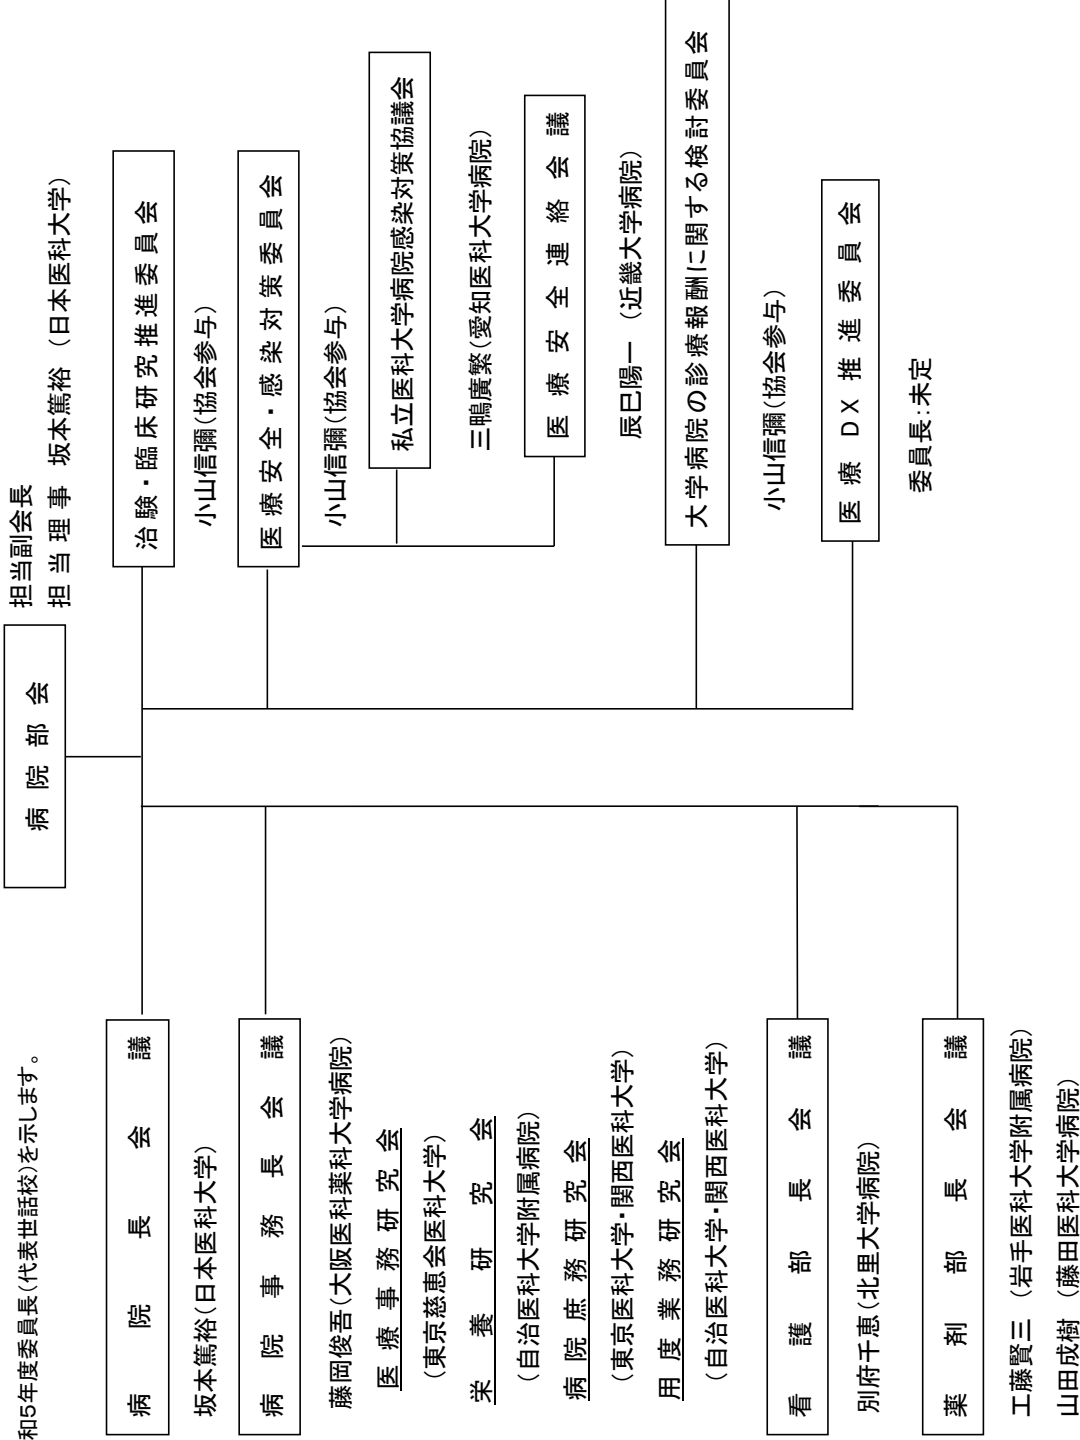 和5年度委員長(代表世話校)を示します。
病院部会
担当副会長
担当理事 坂本篤裕 (日本医科大学)
病院長会議
坂本篤裕(日本医科大学)
病院事務長会議
藤岡俊吾(大阪医科薬科大学病院)
医療事務研究会
(東京慈恵会医科大学)
栄養研究会
(自治医科大学附属病院)
病院庶務研究会
(東京医科大学・関西医科大学)
用度業務研究会
(自治医科大学・関西医科大学)
看護部長会議
別府千恵(北里大学病院)
薬剤部長会議
工藤賢三 (岩手医科大学附属病院)
山田成樹 (藤田医科大学病院)
治験・臨床研究推進委員会
小山信彌(協会参与)
医療安全・感染対策委員会
小山信彌(協会参与)
私立医科大学病院感染対策協議会
三鴨廣繁(愛知医科大学病院)
医療安全連絡会議
辰巳陽一 (近畿大学病院)
大学病院の診療報酬に関する検討委員会
小山信彌(協会参与)
医療 DX 推進委員会
委員長:未定